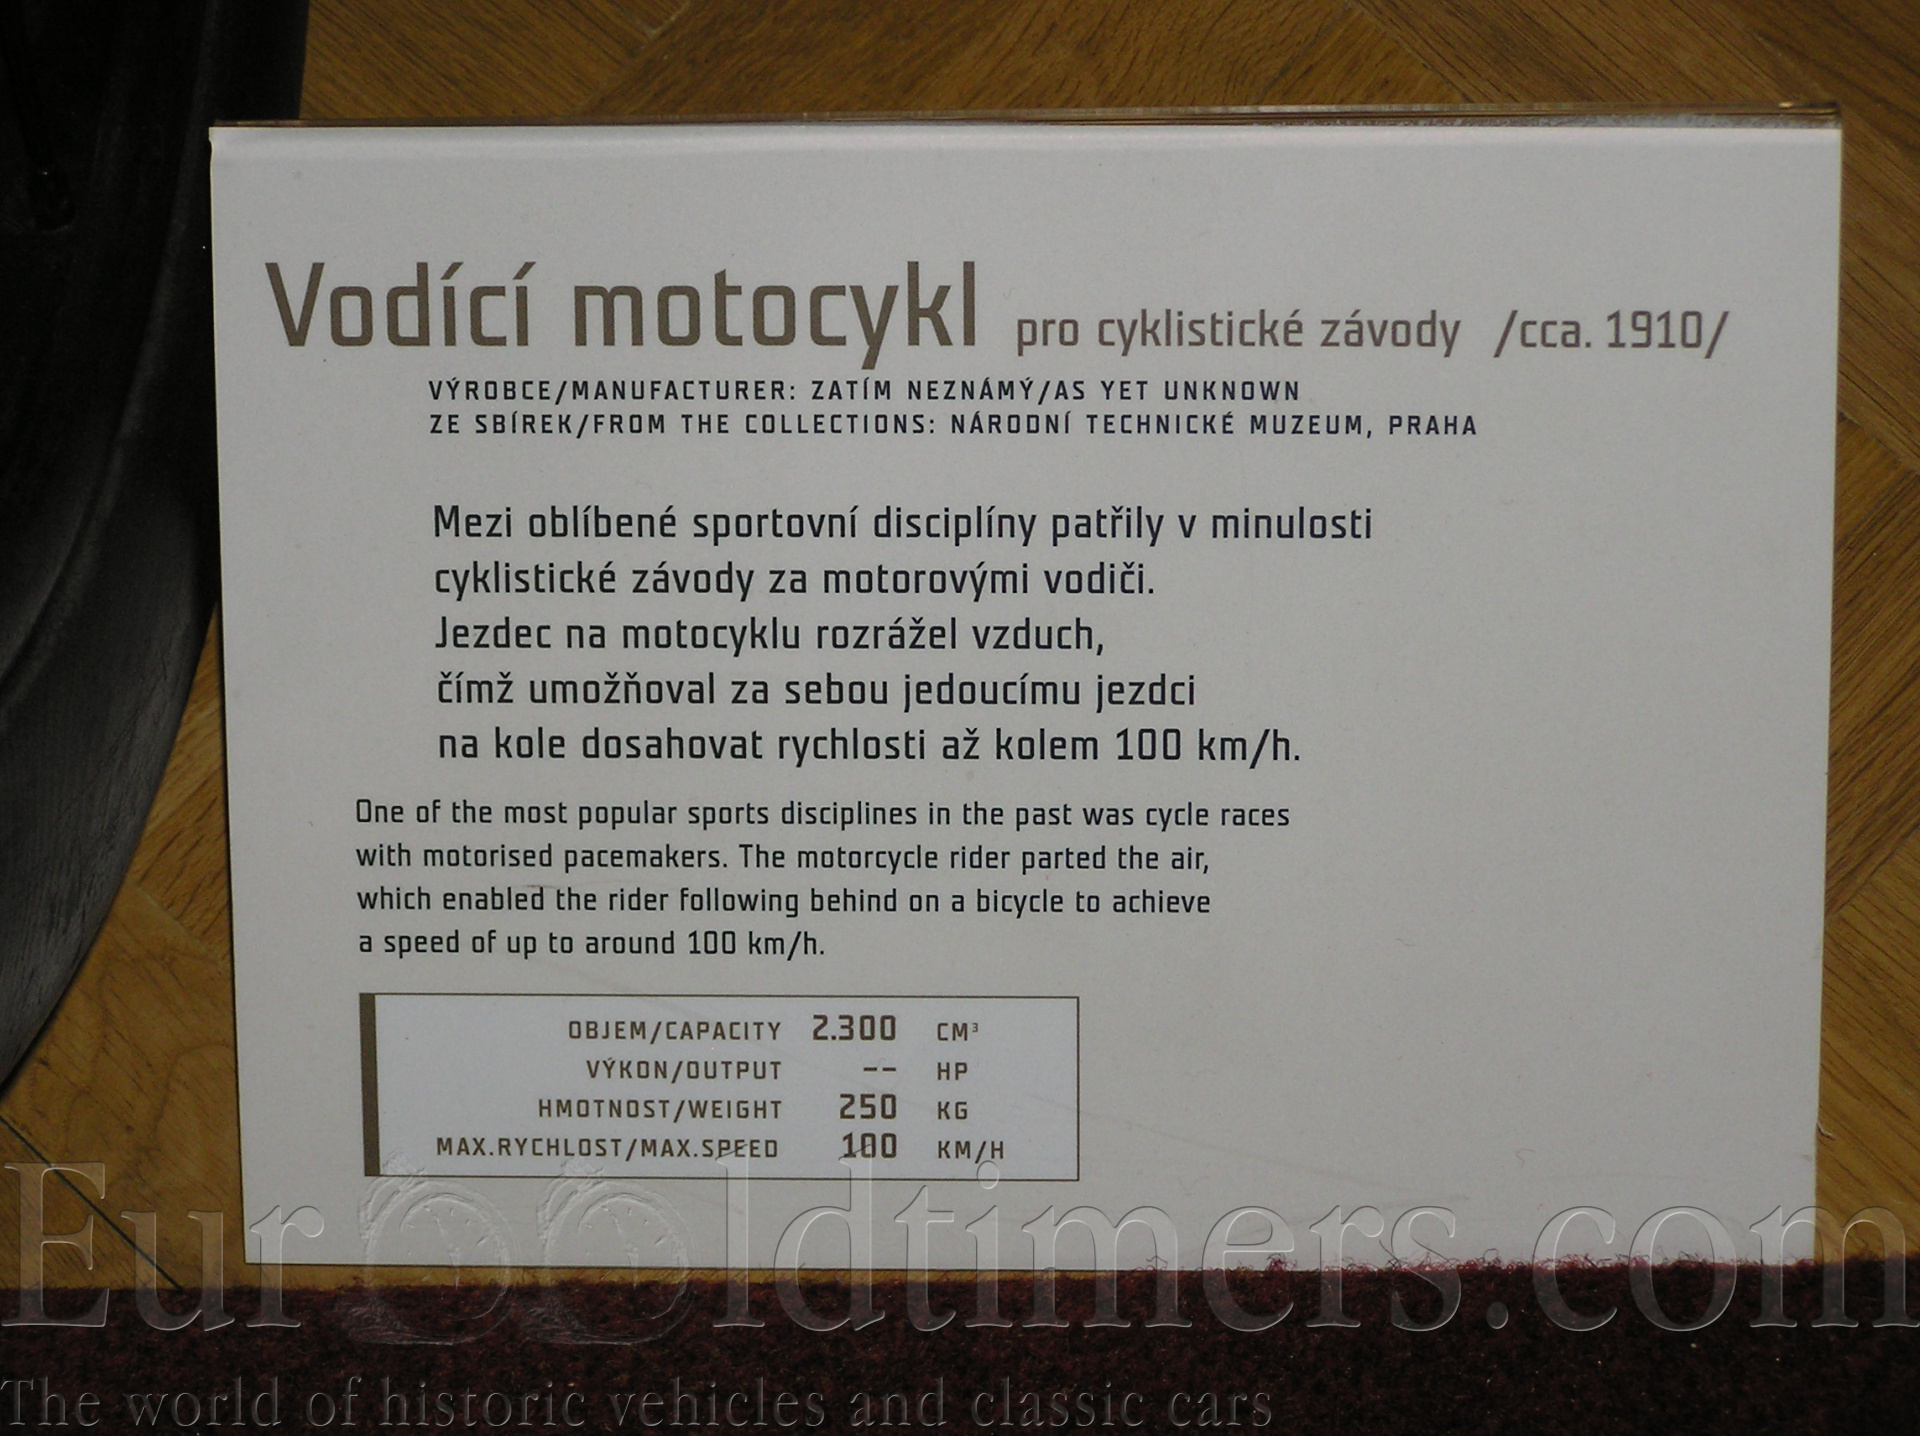 Vodící motocykl pro cyklistické závody /cca. 1910/
VÝROBCE/MANUFACTURER: ZATÍM NEZNÁMÝ/AS YET UNKNOWN
ZE SBÍREK/FROM THE COLLECTIONS: NÁRODNÍ TECHNICKÉ MUZEUM, PRAHA
Mezi oblíbené sportovní disciplíny patřily v minulosti
cyklistické závody za motorovými vodiči.
Jezdec na motocyklu rozrážel vzduch,
čímž umožňoval za sebou jedoucímu jezdci
na kole dosahovat rychlosti až kolem 100 km/h.
One of the most popular sports disciplines in the past was cycle races
with motorised pacemakers. The motorcycle rider parted the air,
which enabled the rider following behind on a bicycle to achieve
a speed of up to around 100 km/h.
OBJEM/CAPACITY 2.300 CM³
VÝKON/OUTPUT -- HP
HMOTNOST/WEIGHT 250 KG
MAX.RYCHLOST/MAX.SPEED 100 KM/H
EurOOldtimers.com
The world of historic vehicles and classic cars